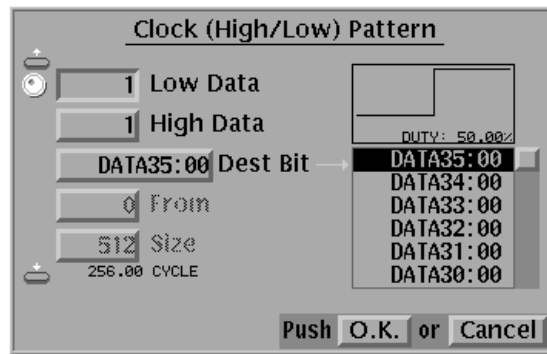 Clock (High/Low) Pattern
1 Low Data
1 High Data
DUTY: 50.00%
DATA35:00 Dest Bit
DATA35:00
DATA34:00
DATA33:00
DATA32:00
DATA31:00
DATA30:00
0 From
512 Size
256.00 CYCLE
Push O.K. or Cancel